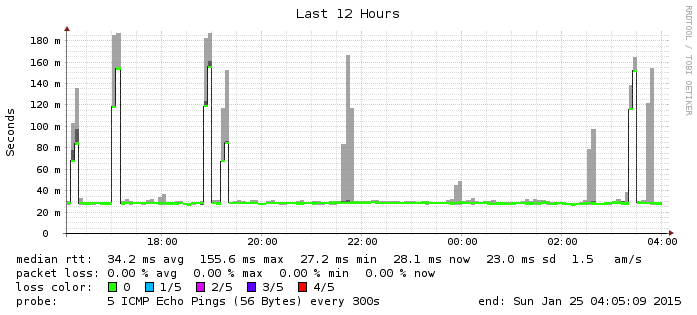 Last 12 Hours
RRDTOOL / TOBI OETIKER
Seconds
180 m
160 m
140 m
120 m
100 m
80 m
60 m
40 m
20 m
0
18:00 20:00 22:00 00:00 02:00 04:00
median rtt: 34.2 ms avg 155.6 ms max 27.2 ms min 28.1 ms now 23.0 ms sd 1.5 am/s
packet loss: 0.00 % avg 0.00 % max 0.00 % min 0.00 % now
loss color: 0 1/5 2/5 3/5 4/5
probe: 5 ICMP Echo Pings (56 Bytes) every 300s end: Sun Jan 25 04:05:09 2015